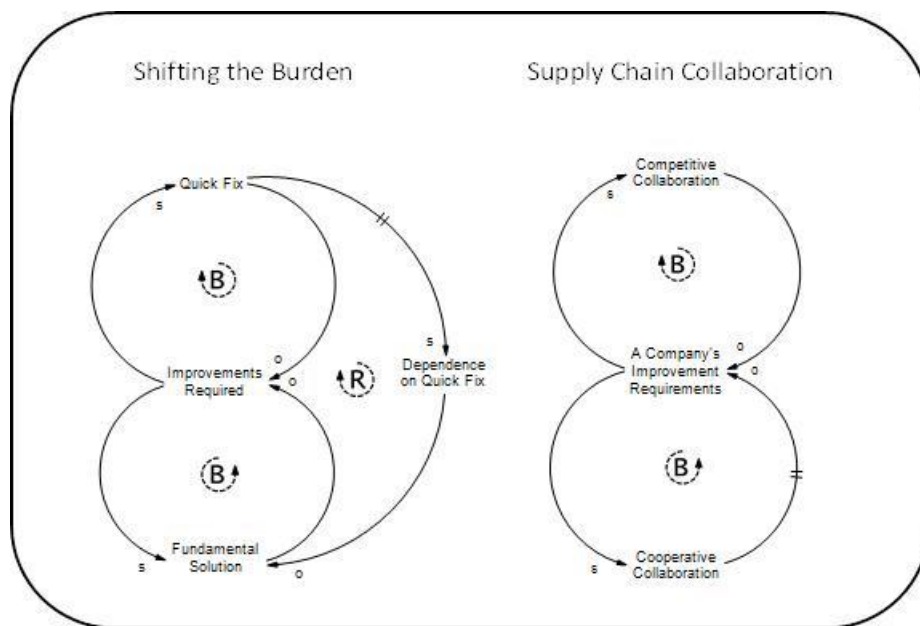 Shifting the Burden
Supply Chain Collaboration
Quick Fix
s
B
o
Improvements
Required
o
R
s
Dependence
on Quick Fix
B
s
Fundamental
Solution
o
Competitive
Collaboration
s
B
o
A Company's
Improvement
Requirements
o
B
s
Cooperative
Collaboration